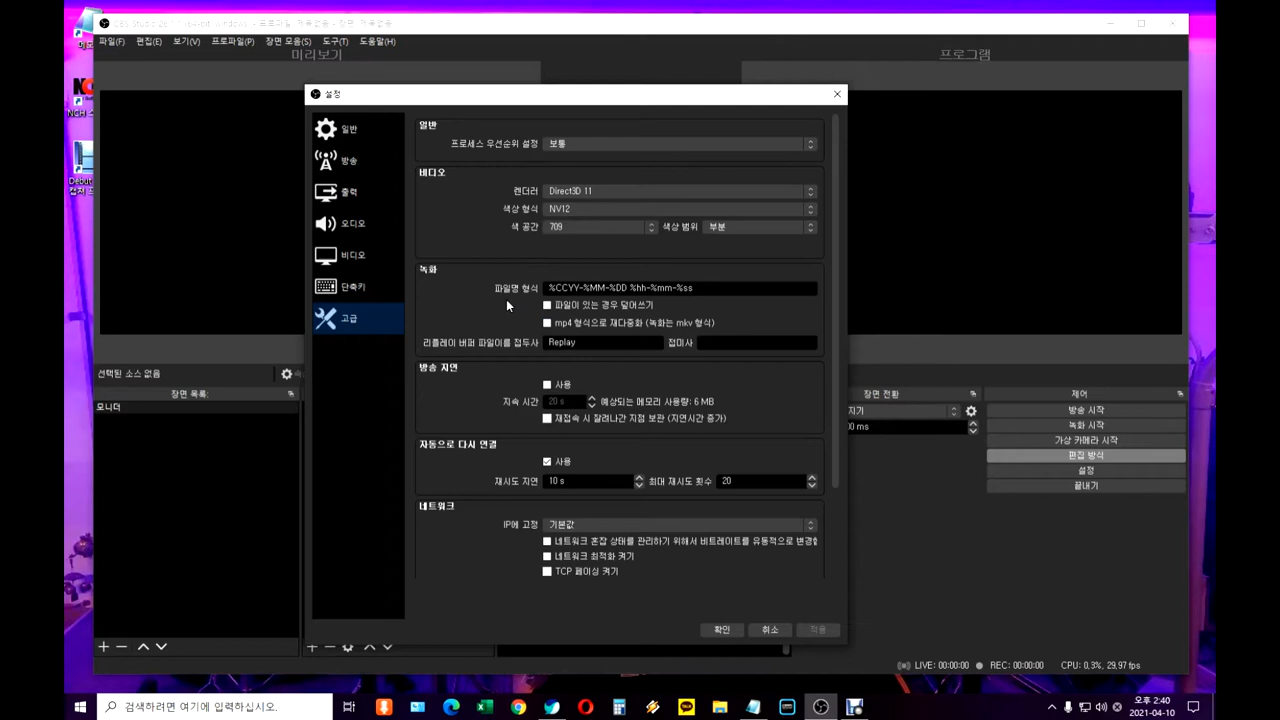 파일(F) 편집(E) 보기(V) 프로파일(P) 장면 모음(S) 도구(T) 도움말(H)
미리보기
프로그램
설정
일반
방송
출력
오디오
비디오
단축키
고급
일반
프로세스 우선순위 설정 보통
비디오
렌더러 Direct3D 11
색상 형식 NV12
색 공간 709 색상 범위 부분
녹화
파일명 형식 %CCYY-%MM-%DD %hh-%mm-%ss
파일이 있는 경우 덮어쓰기
mp4 형식으로 재다중화 (녹화는 mkv 형식)
리플레이 버퍼 파일이름 접두사 Replay 접미사
방송 지연
사용
지속 시간 20 s 예상되는 메모리 사용량: 6 MB
재접속 시 잘려나간 지점 보관 (지연시간 증가)
자동으로 다시 연결
사용
재시도 지연 10 s 최대 재시도 횟수 20
네트워크
IP에 고정 기본값
네트워크 혼잡 상태를 관리하기 위해서 비트레이트를 유동적으로
네트워크 최적화 켜기
TCP 페이싱 켜기
확인 취소 적용
선택된 소스 없음
장면 목록:
모니터
장면 전환
제어
방송 시작
녹화 시작
가상 카메라 시작
편집 방식
설정
끝내기
LIVE: 00:00:00 REC: 00:00:00 CPU: 0.3%, 29.97 fps
NCH
Debut
검색하려면 여기에 입력하십시오.
오후 2:40
2021-04-10